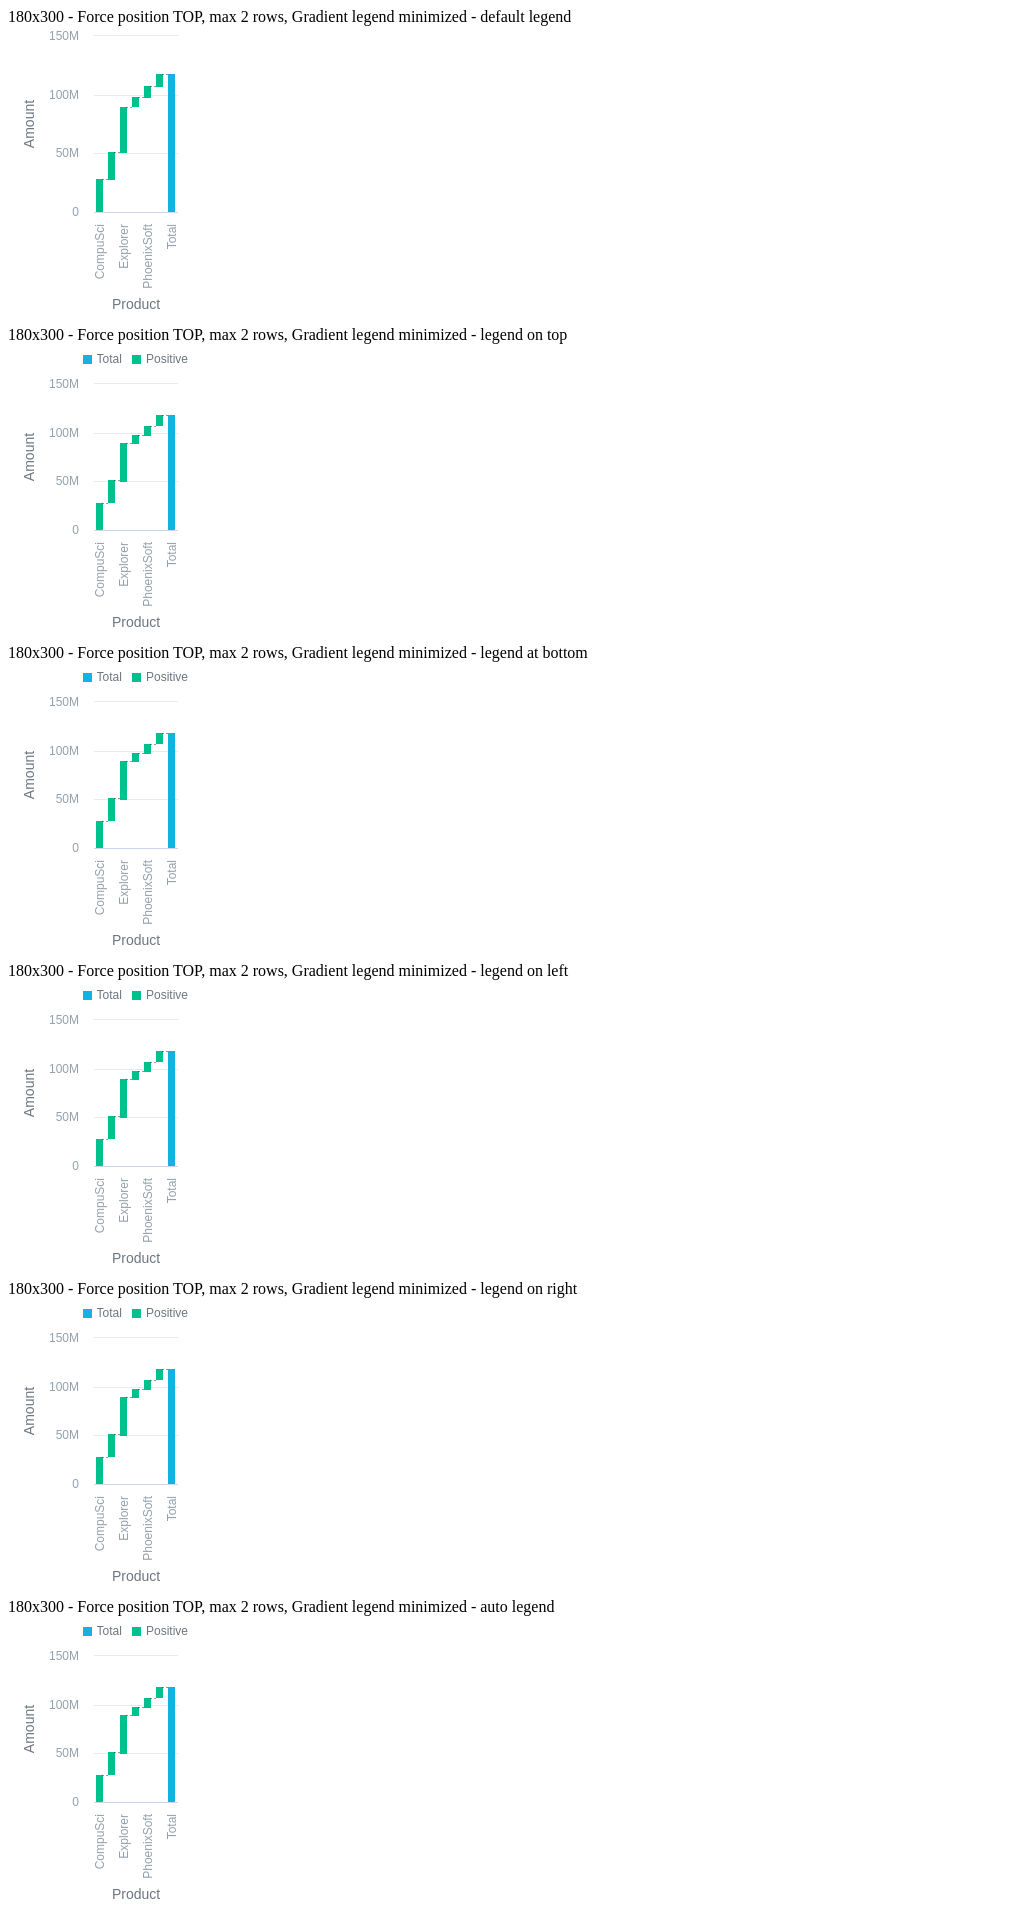 180x300 - Force position TOP, max 2 rows, Gradient legend minimized - default legend
150M
100M
50M
0
Amount
CompuSci
Explorer
PhoenixSoft
Total
Product
180x300 - Force position TOP, max 2 rows, Gradient legend minimized - legend on top
Total Positive
150M
100M
50M
0
Amount
CompuSci
Explorer
PhoenixSoft
Total
Product
180x300 - Force position TOP, max 2 rows, Gradient legend minimized - legend at bottom
Total Positive
150M
100M
50M
0
Amount
CompuSci
Explorer
PhoenixSoft
Total
Product
180x300 - Force position TOP, max 2 rows, Gradient legend minimized - legend on left
Total Positive
150M
100M
50M
0
Amount
CompuSci
Explorer
PhoenixSoft
Total
Product
180x300 - Force position TOP, max 2 rows, Gradient legend minimized - legend on right
Total Positive
150M
100M
50M
0
Amount
CompuSci
Explorer
PhoenixSoft
Total
Product
180x300 - Force position TOP, max 2 rows, Gradient legend minimized - auto legend
Total Positive
150M
100M
50M
0
Amount
CompuSci
Explorer
PhoenixSoft
Total
Product